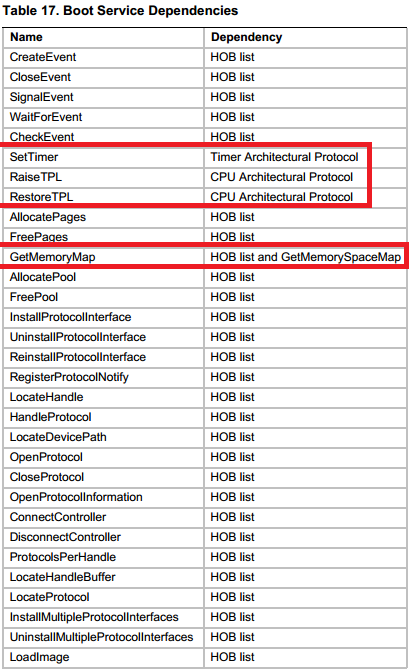 Table 17. Boot Service Dependencies
Name Dependency
CreateEvent HOB list
CloseEvent HOB list
SignalEvent HOB list
WaitForEvent HOB list
CheckEvent HOB list
SetTimer Timer Architectural Protocol
RaiseTPL CPU Architectural Protocol
RestoreTPL CPU Architectural Protocol
AllocatePages HOB list
FreePages HOB list
GetMemoryMap HOB list and GetMemorySpaceMap
AllocatePool HOB list
FreePool HOB list
InstallProtocolInterface HOB list
UninstallProtocolInterface HOB list
ReinstallProtocolInterface HOB list
RegisterProtocolNotify HOB list
LocateHandle HOB list
HandleProtocol HOB list
LocateDevicePath HOB list
OpenProtocol HOB list
CloseProtocol HOB list
OpenProtocolInformation HOB list
ConnectController HOB list
DisconnectController HOB list
ProtocolsPerHandle HOB list
LocateHandleBuffer HOB list
LocateProtocol HOB list
InstallMultipleProtocolInterfaces HOB list
UninstallMultipleProtocolInterfaces HOB list
LoadImage HOB list